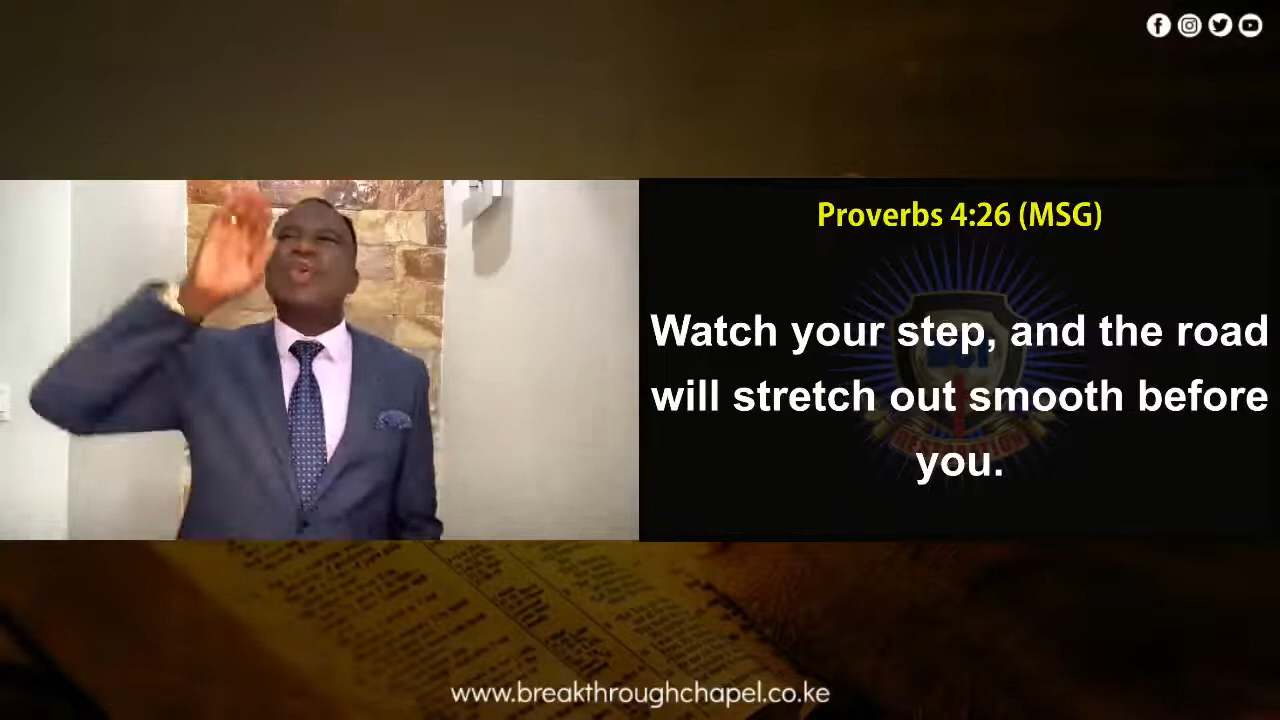 Proverbs 4:26 (MSG)
Watch your step, and the road
will stretch out smooth before
you.
www.breakthroughchapel.co.ke